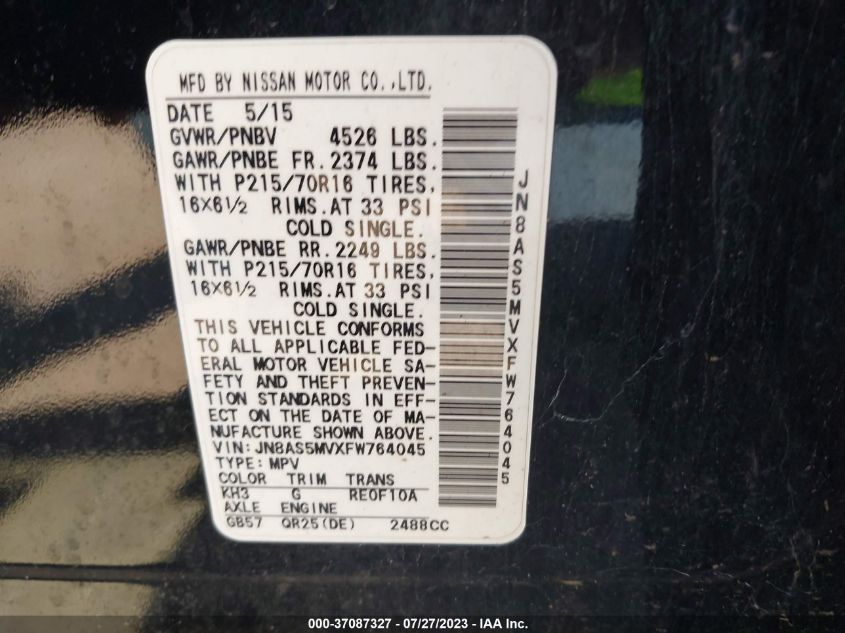 MFD BY NISSAN MOTOR CO.,LTD.
DATE 5/15
GVWR/PNBV 4526 LBS.
GAWR/PNBE FR. 2374 LBS.
WITH P215/70R16 TIRES,
16X6½ RIMS.AT 33 PSI
COLD SINGLE.
GAWR/PNBE RR. 2249 LBS.
WITH P215/70R16 TIRES,
16X6½ RIMS.AT 33 PSI
COLD SINGLE.
THIS VEHICLE CONFORMS
TO ALL APPLICABLE FED-
ERAL MOTOR VEHICLE SA-
FETY AND THEFT PREVEN-
TION STANDARDS IN EFF-
ECT ON THE DATE OF MA-
NUFACTURE SHOWN ABOVE.
VIN:JN8AS5MVXFW764045
TYPE:MPV
COLOR TRIM TRANS
KH3 G RE0F10A
AXLE ENGINE
GB57 QR25(DE) 2488CC
JN8AS5MVXFW764045
000-37087327 - 07/27/2023 - IAA Inc.